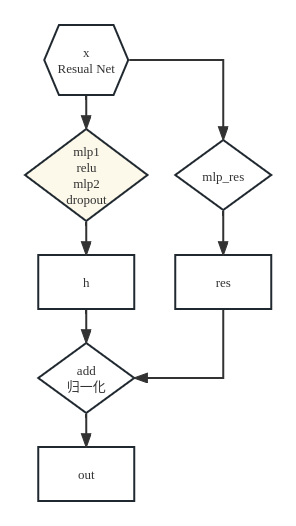 x
Resual Net
mlp1
relu
mlp2
dropout
mlp_res
h
res
add
归一化
out